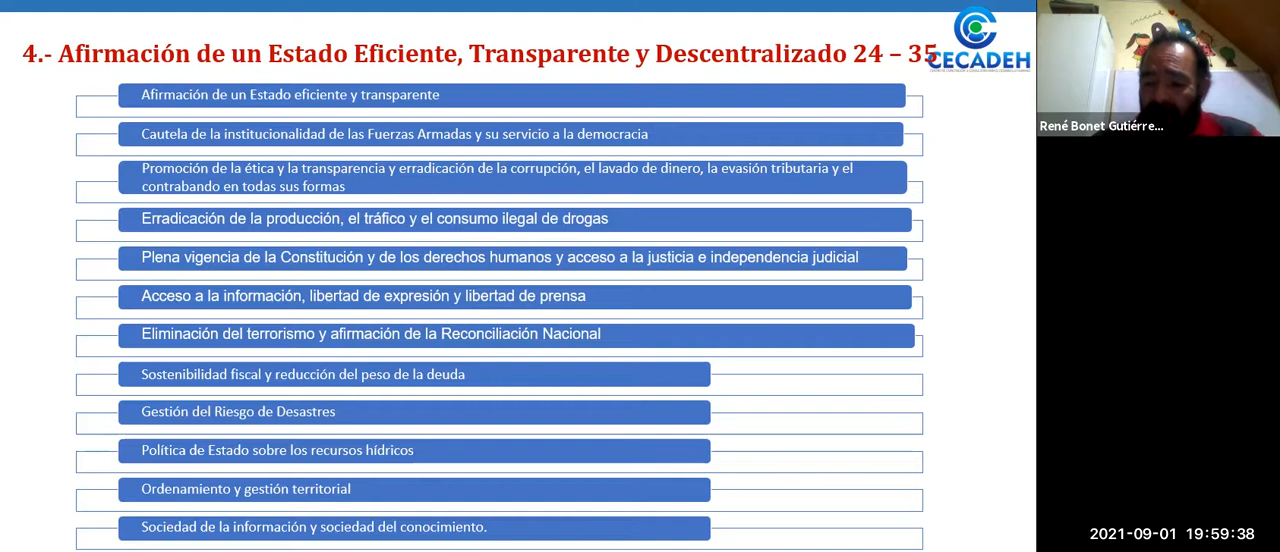 4.- Afirmación de un Estado Eficiente, Transparente y Descentralizado 24 – 35
CECADEH
Afirmación de un Estado eficiente y transparente
Cautela de la institucionalidad de las Fuerzas Armadas y su servicio a la democracia
Promoción de la ética y la transparencia y erradicación de la corrupción, el lavado de dinero, la evasión tributaria y el
contrabando en todas sus formas
Erradicación de la producción, el tráfico y el consumo ilegal de drogas
Plena vigencia de la Constitución y de los derechos humanos y acceso a la justicia e independencia judicial
Acceso a la información, libertad de expresión y libertad de prensa
Eliminación del terrorismo y afirmación de la Reconciliación Nacional
Sostenibilidad fiscal y reducción del peso de la deuda
Gestión del Riesgo de Desastres
Política de Estado sobre los recursos hídricos
Ordenamiento y gestión territorial
Sociedad de la información y sociedad del conocimiento.
René Bonet Gutiérre...
2021-09-01 19:59:38